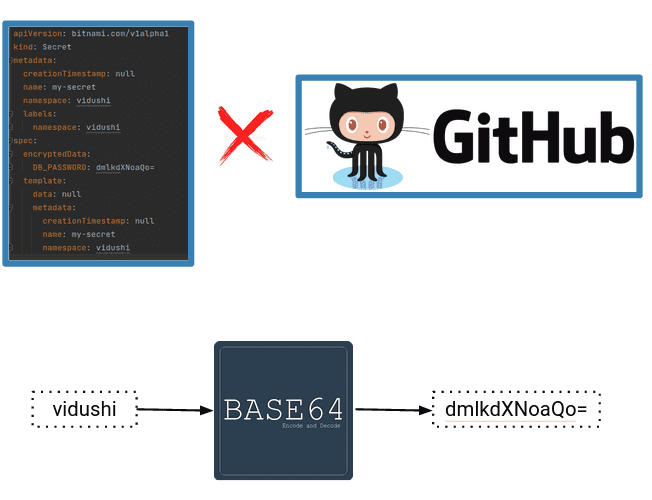 apiVersion: bitnami.com/v1alpha1
kind: Secret
metadata:
creationTimestamp: null
name: my-secret
namespace: vidushi
labels:
namespace: vidushi
spec:
encryptedData:
DB_PASSWORD: dmlkdXNoaQo=
template:
data: null
metadata:
creationTimestamp: null
name: my-secret
namespace: vidushi
GitHub
vidushi
BASE64
Encode and Decode
dmlkdXNoaQo=